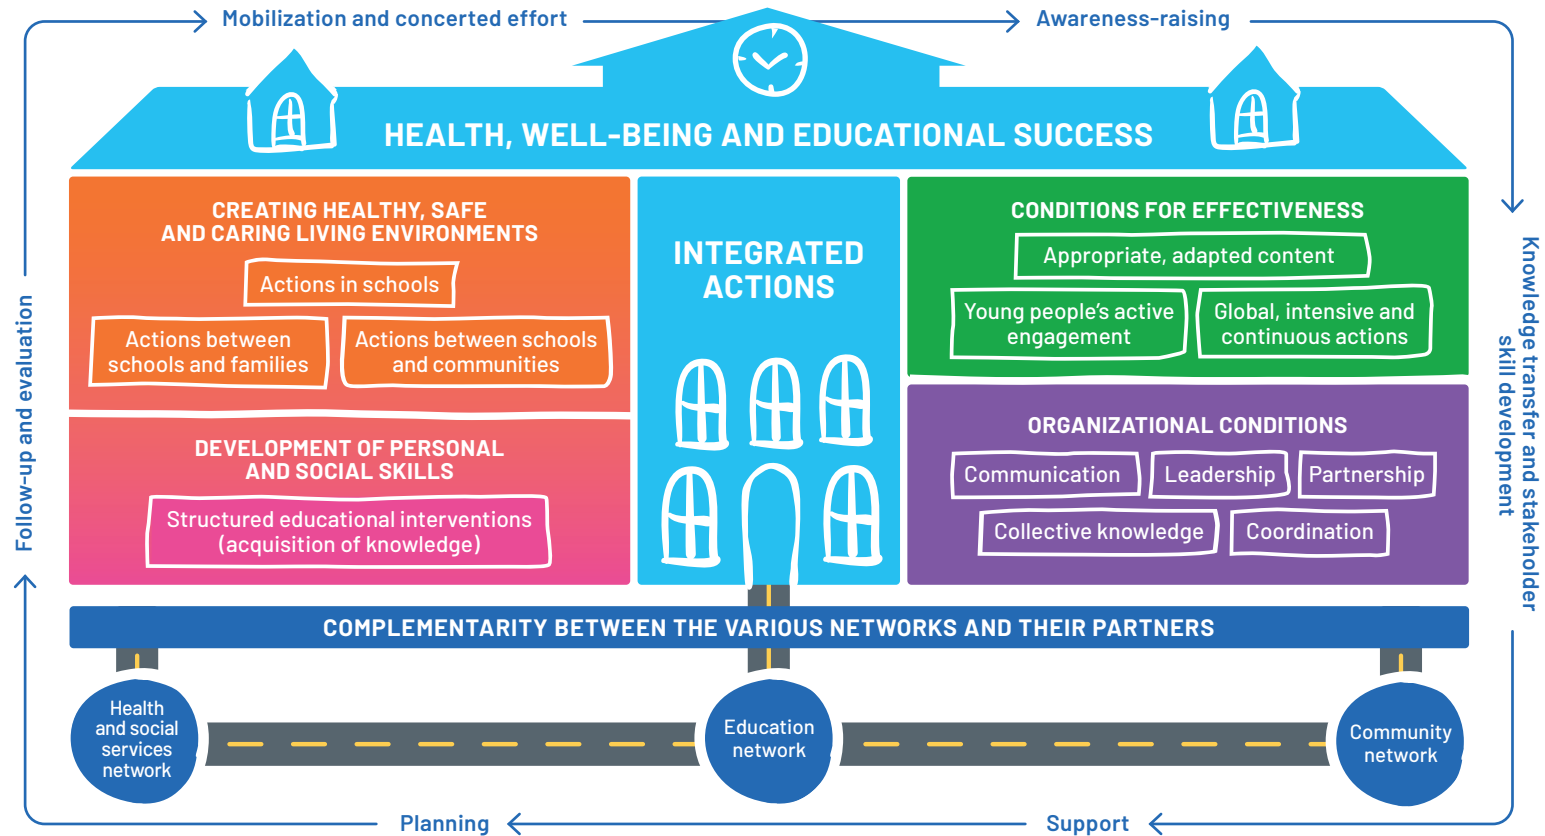 Mobilization and concerted effort
Awareness-raising
HEALTH, WELL-BEING AND EDUCATIONAL SUCCESS
CREATING HEALTHY, SAFE
AND CARING LIVING ENVIRONMENTS
Actions in schools
Actions between
schools and families
Actions between schools
and communities
DEVELOPMENT OF PERSONAL
AND SOCIAL SKILLS
Structured educational interventions
(acquisition of knowledge)
INTEGRATED
ACTIONS
CONDITIONS FOR EFFECTIVENESS
Appropriate, adapted content
Young people’s active
engagement
Global, intensive and
continuous actions
ORGANIZATIONAL CONDITIONS
Communication
Leadership
Partnership
Collective knowledge
Coordination
Knowledge transfer and stakeholder
skill development
Follow-up and evaluation
COMPLEMENTARITY BETWEEN THE VARIOUS NETWORKS AND THEIR PARTNERS
Health
and social
services
network
Education
network
Community
network
Planning
Support